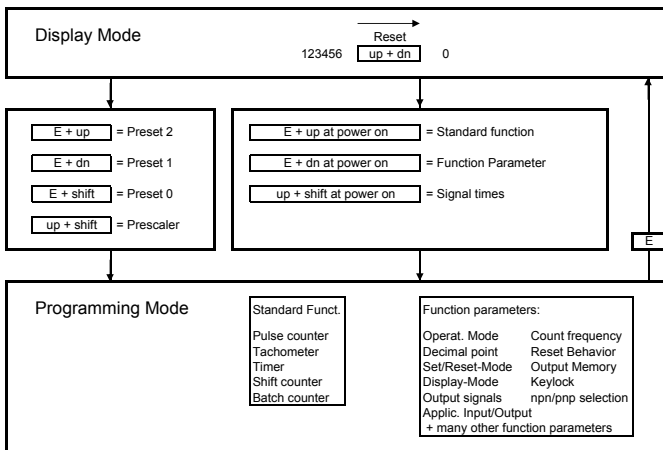 Display Mode
Reset
123456 up + dn 0
E + up = Preset 2
E + dn = Preset 1
E + shift = Preset 0
up + shift = Prescaler
E + up at power on = Standard function
E + dn at power on = Function Parameter
up + shift at power on = Signal times
E
Programming Mode
Standard Funct.
Pulse counter
Tachometer
Timer
Shift counter
Batch counter
Function parameters:
Operat. Mode Count frequency
Decimal point Reset Behavior
Set/Reset-Mode Output Memory
Display-Mode Keylock
Output signals npn/pnp selection
Applic. Input/Output
+ many other function parameters